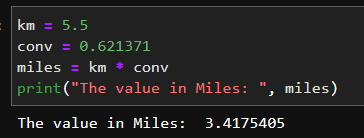 km = 5.5
conv = 0.621371
miles = km * conv
print("The value in Miles: ", miles)
The value in Miles:  3.4175405